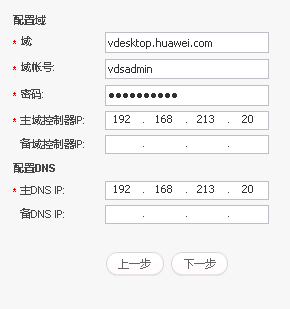 配置域
* 域: vdesktop.huawei.com
* 域帐号: vdsadmin
* 密码: ●●●●●●●●●●
* 主域控制器IP: 192 . 168 . 213 . 20
备域控制器IP: . . .
配置DNS
* 主DNS IP: 192 . 168 . 213 . 20
备DNS IP: . . .
上一步 下一步